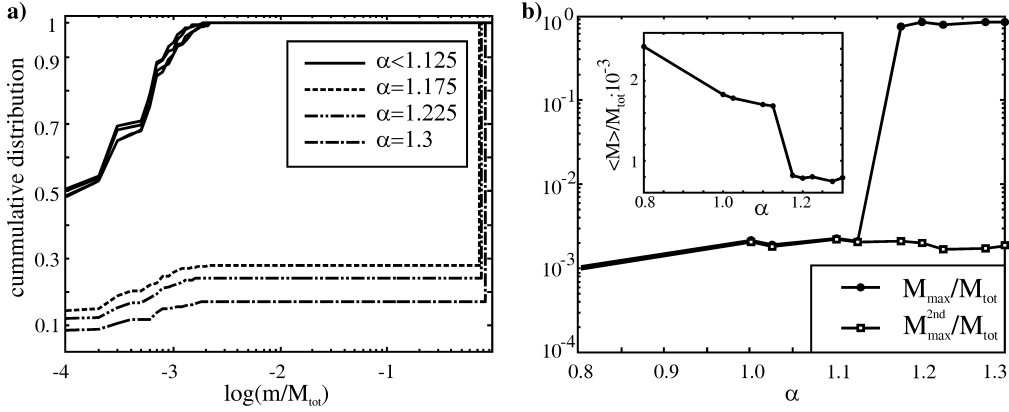 a)
cummulative distribution
1
0.9
0.7
0.5
0.3
0.1
-4
-3
-2
-1
log(m/Mtot)
α<1.125
α=1.175
α=1.225
α=1.3
b)
10^0
10^-1
10^-2
10^-3
10^-4
0.8
0.9
1.0
1.1
1.2
1.3
α
<M>/Mtot·10^-3
2
1
0.8
1.0
1.2
α
Mmax/Mtot
M2nd max/Mtot